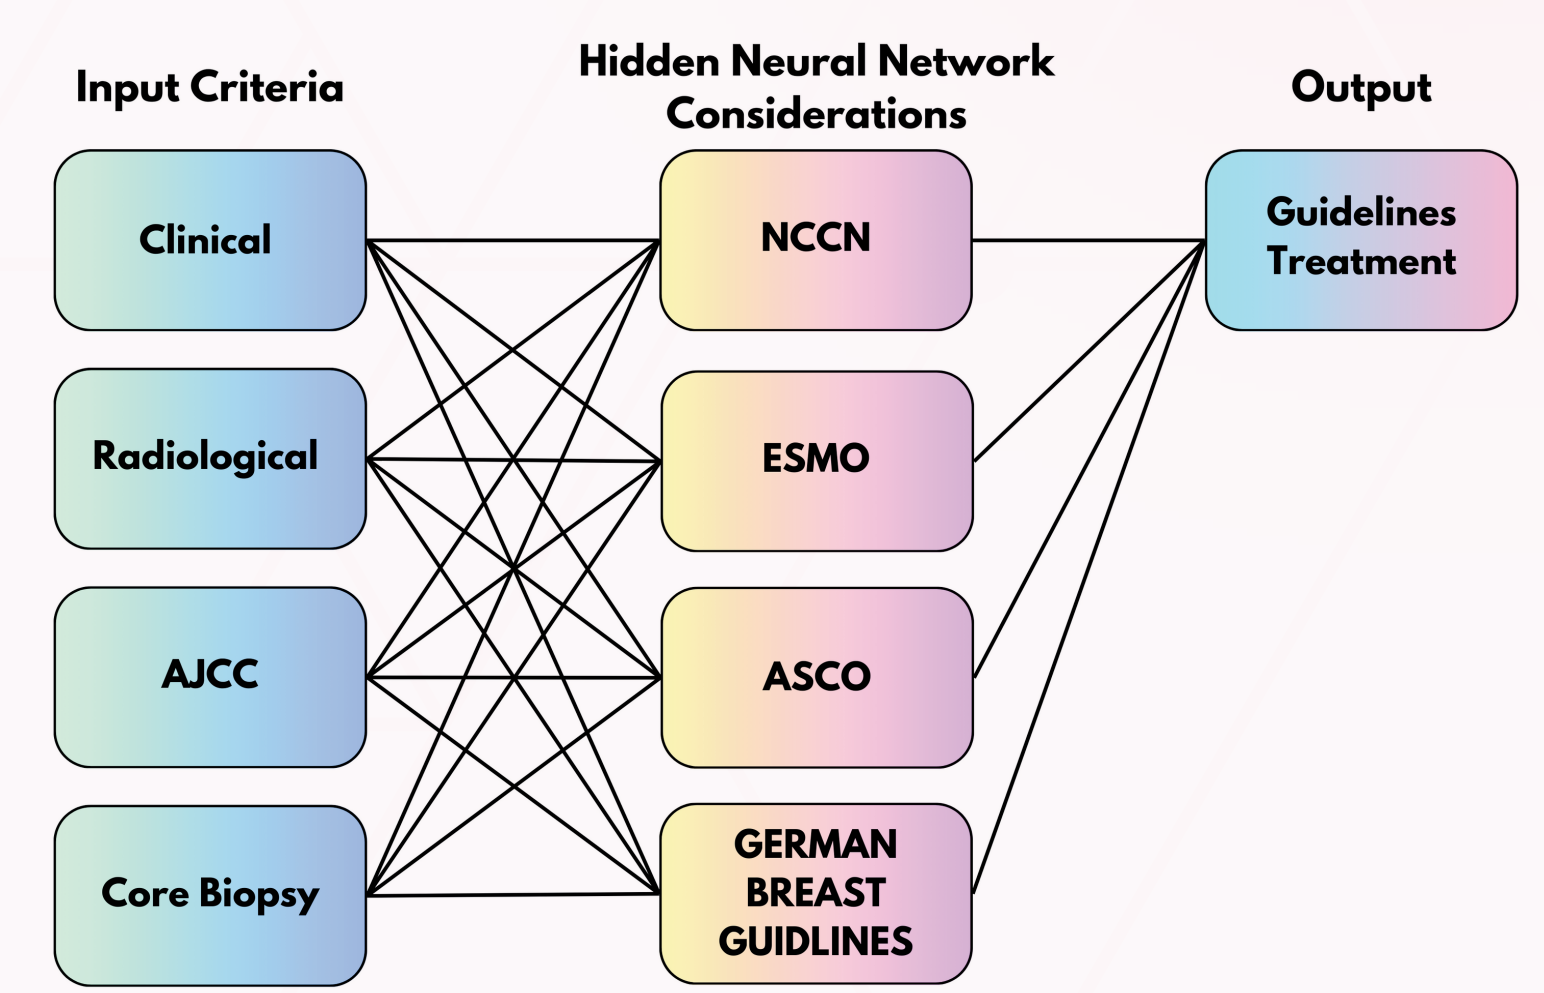 Input Criteria
Hidden Neural Network
Considerations
Output
Clinical
NCCN
Guidelines
Treatment
Radiological
ESMO
AJCC
ASCO
Core Biopsy
GERMAN
BREAST
GUIDLINES